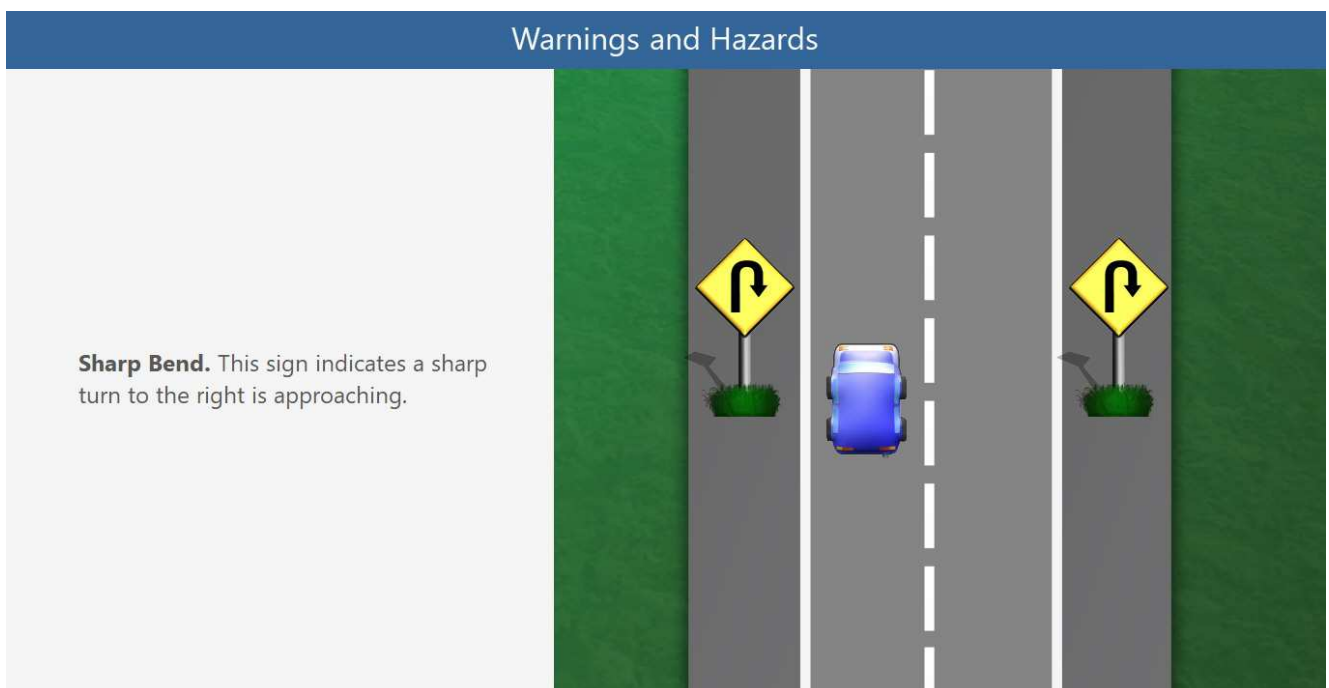 Warnings and Hazards
Sharp Bend. This sign indicates a sharp
turn to the right is approaching.